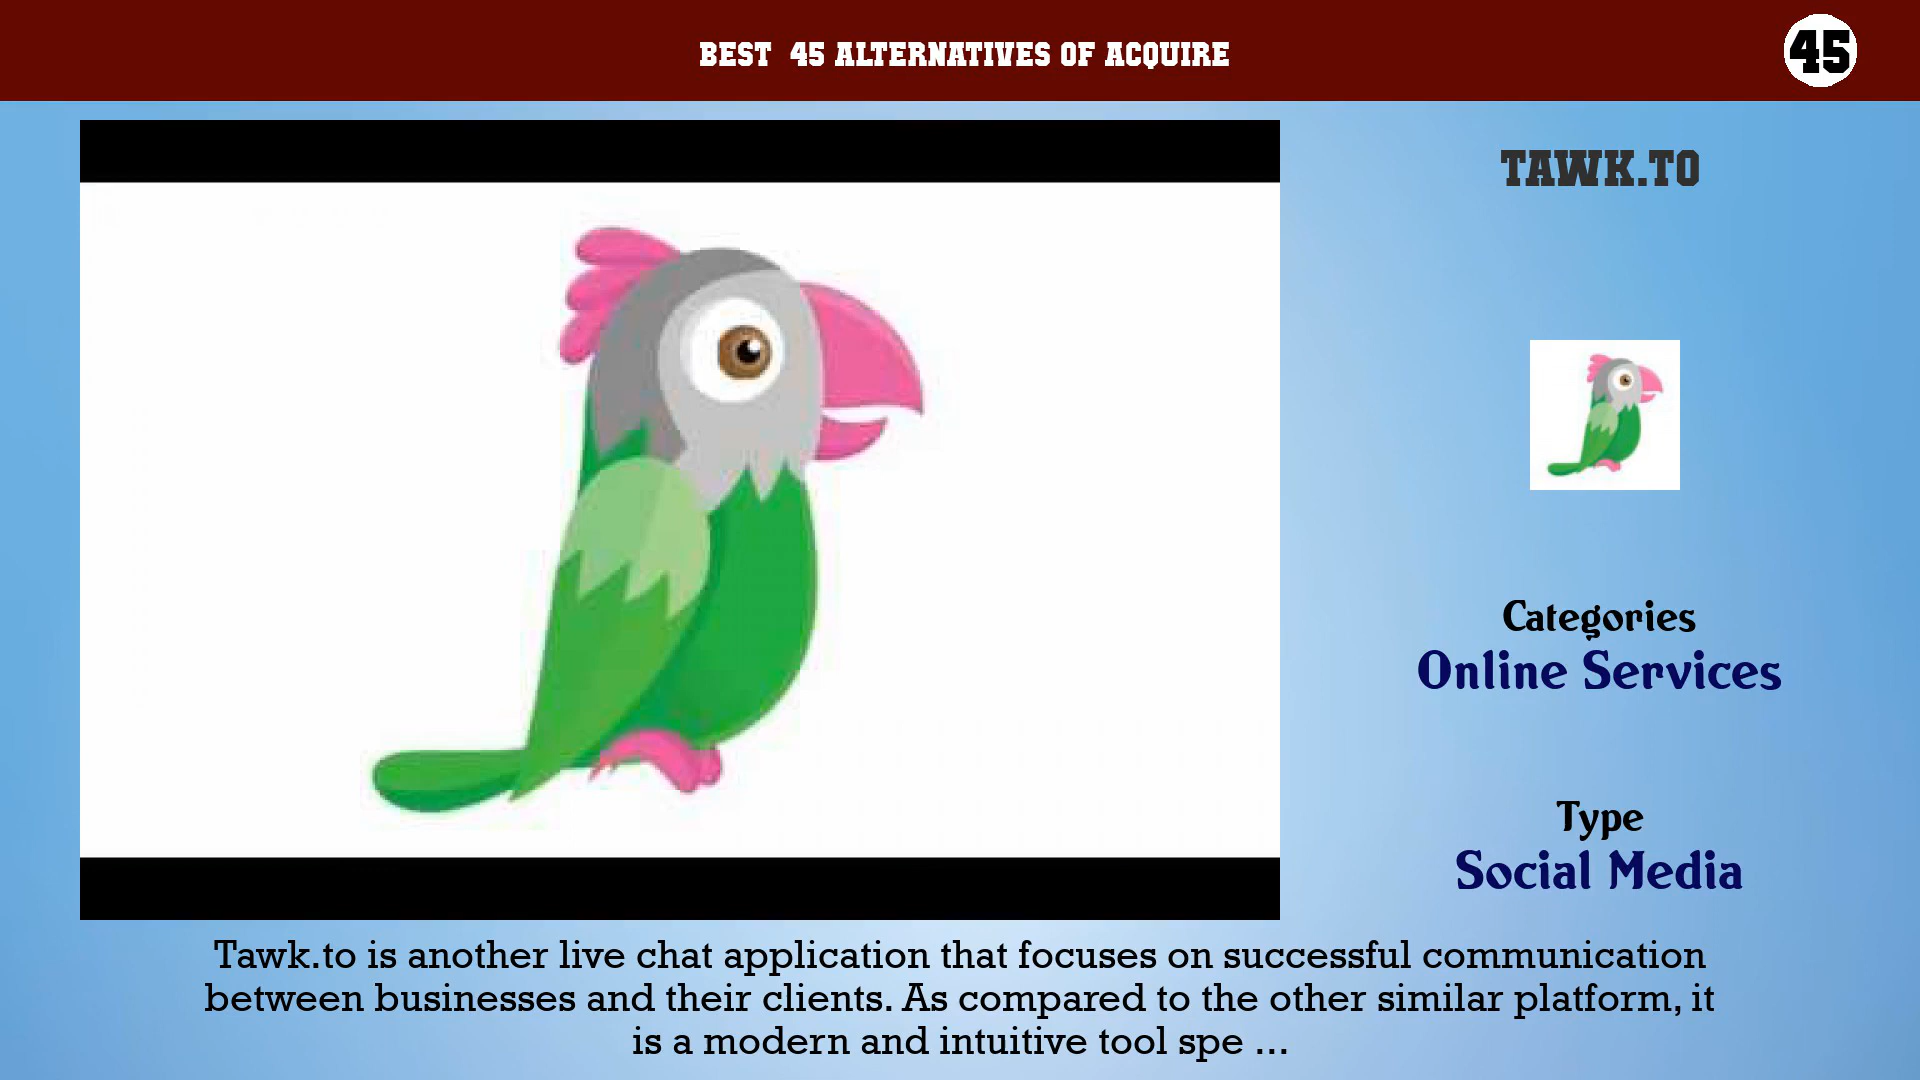 BEST 45 ALTERNATIVES OF ACQUIRE
45
TAWK.TO
Categories
Online Services
Type
Social Media
Tawk.to is another live chat application that focuses on successful communication
between businesses and their clients. As compared to the other similar platform, it
is a modern and intuitive tool spe ...